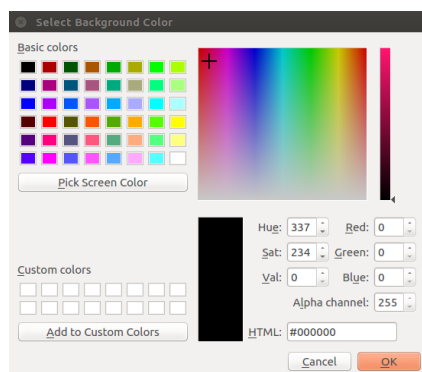 Select Background Color
Basic colors
Pick Screen Color
Hue: 337 Red: 0
Sat: 234 Green: 0
Custom colors
Val: 0 Blue: 0
Alpha channel: 255
Add to Custom Colors
HTML: #000000
Cancel OK